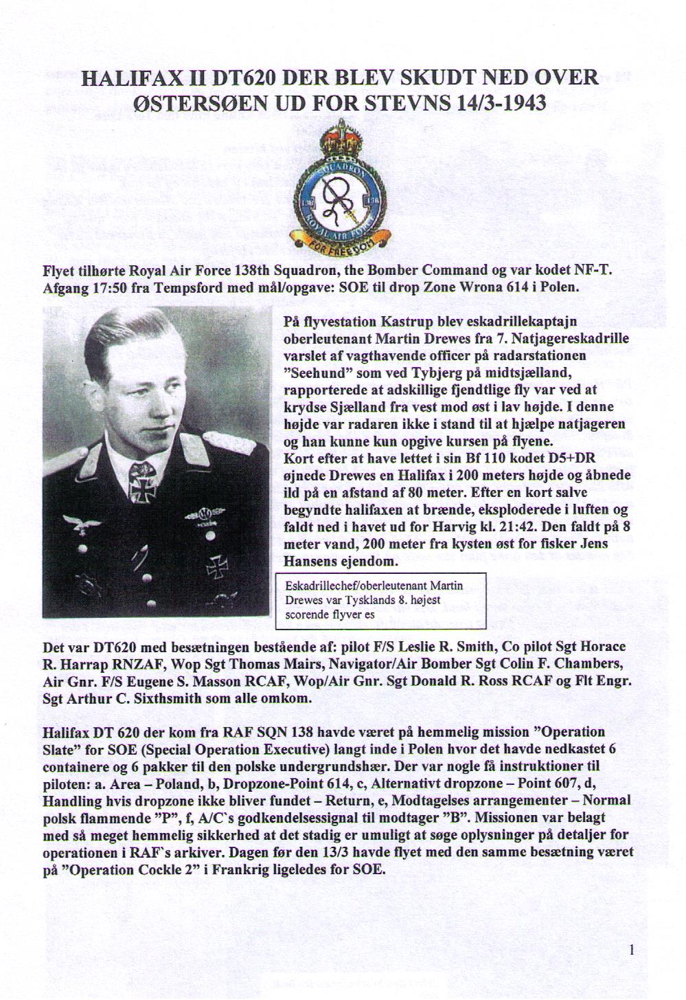 HALIFAX II DT620 DER BLEV SKUDT NED OVER
ØSTERSØEN UD FOR STEVNS 14/3-1943
SQUADRON
138 138
ROYAL AIR FORCE
FOR FREEDOM
Flyet tilhørte Royal Air Force 138th Squadron, the Bomber Command og var kodet NF-T.
Afgang 17:50 fra Tempsford med mål/opgave: SOE til drop Zone Wrona 614 i Polen.
På flyvestation Kastrup blev eskadrillekaptajn
oberleutenant Martin Drewes fra 7. Natjagereskadrille
varslet af vagthavende officer på radarstationen
”Seehund” som ved Tybjerg på midtsjælland,
rapporterede at adskillige fjendtlige fly var ved at
krydse Sjælland fra vest mod øst i lav højde. I denne
højde var radaren ikke i stand til at hjælpe natjageren
og han kunne kun opgive kursen på flyene.
Kort efter at have lettet i sin Bf 110 kodet D5+DR
øjnede Drewes en Halifax i 200 meters højde og åbnede
ild på en afstand af 80 meter. Efter en kort salve
begyndte halifaxen at brænde, eksploderede i luften og
faldt ned i havet ud for Harvig kl. 21:42. Den faldt på 8
meter vand, 200 meter fra kysten øst for fisker Jens
Hansens ejendom.
Eskadrillechef/oberleutenant Martin
Drewes var Tysklands 8. højest
scorende flyver es
Det var DT620 med besætningen bestående af: pilot F/S Leslie R. Smith, Co pilot Sgt Horace
R. Harrap RNZAF, Wop Sgt Thomas Mairs, Navigator/Air Bomber Sgt Colin F. Chambers,
Air Gnr. F/S Eugene S. Masson RCAF, Wop/Air Gnr. Sgt Donald R. Ross RCAF og Flt Engr.
Sgt Arthur C. Sixthsmith som alle omkom.
Halifax DT 620 der kom fra RAF SQN 138 havde været på hemmelig mission ”Operation
Slate” for SOE (Special Operation Executive) langt inde i Polen hvor det havde nedkastet 6
containere og 6 pakker til den polske undergrundshær. Der var nogle få instruktioner til
piloten: a. Area – Poland, b, Dropzone-Point 614, c, Alternativt dropzone – Point 607, d,
Handling hvis dropzone ikke bliver fundet – Return, e, Modtagelses arrangementer – Normal
polsk flammende ”P”, f, A/C`s godkendelsessignal til modtager ”B”. Missionen var belagt
med så meget hemmelig sikkerhed at det stadig er umuligt at søge oplysninger på detaljer for
operationen i RAF`s arkiver. Dagen før den 13/3 havde flyet med den samme besætning været
på ”Operation Cockle 2” i Frankrig ligeledes for SOE.
1